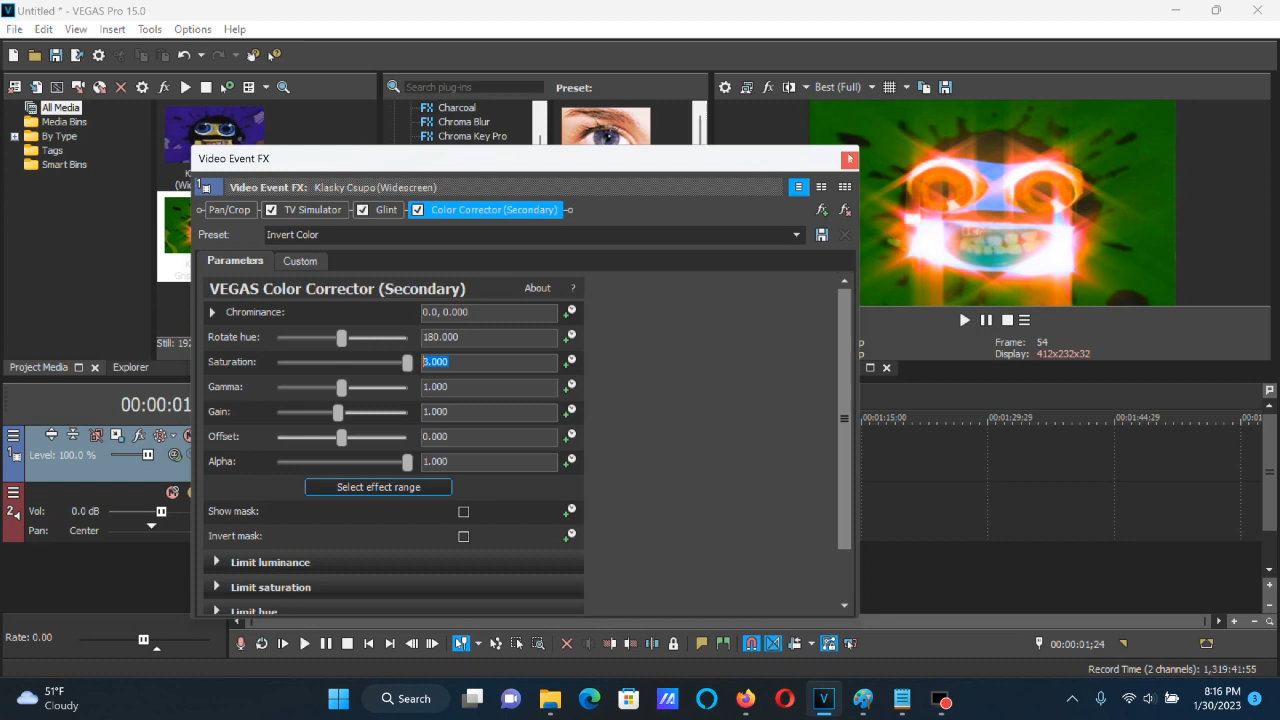 Untitled * - VEGAS Pro 15.0
File Edit View Insert Tools Options Help
Search plug-ins
Preset:
Best (Full)
All Media
Media Bins
By Type
Tags
Smart Bins
FX Charcoal
FX Chroma Blur
FX Chroma Key Pro
Video Event FX
Video Event FX: Klasky Csupo (Widescreen)
Pan/Crop TV Simulator Glint Color Corrector (Secondary)
Preset: Invert Color
Parameters Custom
VEGAS Color Corrector (Secondary) About ?
Chrominance: 0.0, 0.000
Rotate hue: 180.000
Saturation: 3.000
Gamma: 1.000
Gain: 1.000
Offset: 0.000
Alpha: 1.000
Select effect range
Show mask:
Invert mask:
Limit luminance
Limit saturation
Limit hue
Still: 192
Frame: 54
Display: 412x232x32
Project Media Explorer
00:00:01
00:01:15:00 00:01:29;29 00:01:44;29 00:01
1 Level: 100.0 %
2 Vol: 0.0 dB
Pan: Center
Rate: 0.00
00:00:01;24
Record Time (2 channels): 1,319:41:55
51°F
Cloudy
Search
8:16 PM
1/30/2023
3